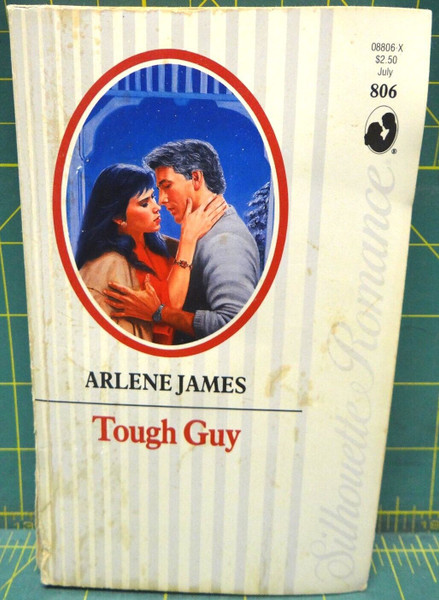 08806-X
$2.50
July
806
®
ARLENE JAMES
Tough Guy
Silhouette Romance